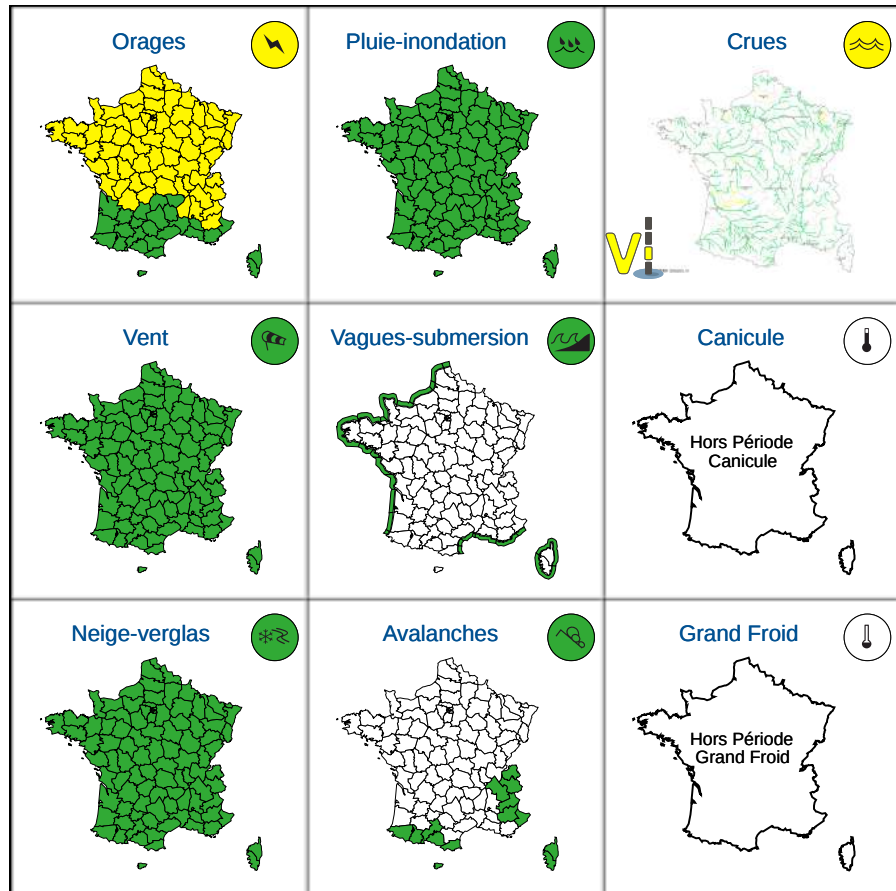 Orages
Pluie-inondation
Crues
Vi
Vent
Vagues-submersion
Canicule
Hors Période
Canicule
Neige-verglas
Avalanches
Grand Froid
Hors Période
Grand Froid